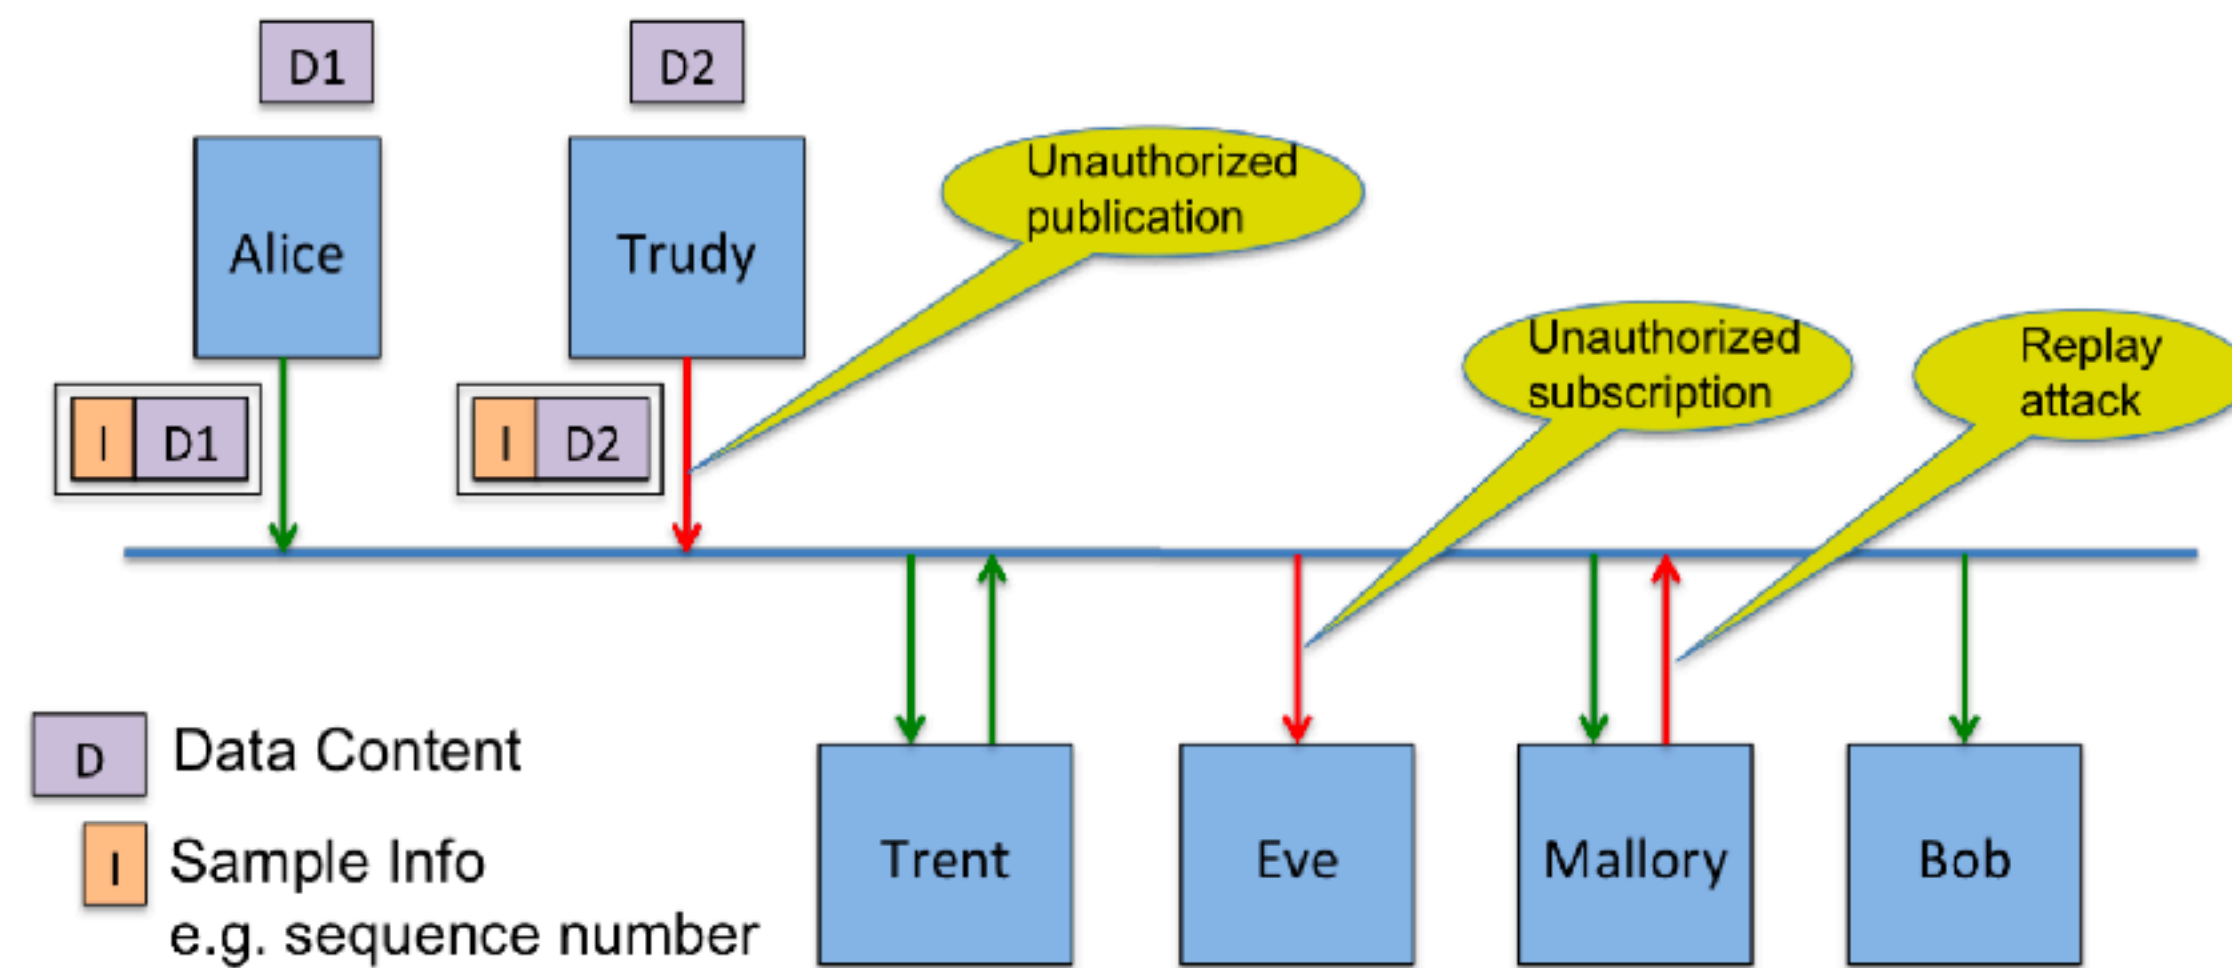 D1
D2
Alice
Trudy
Unauthorized
publication
Unauthorized
subscription
Replay
attack
I D1
I D2
D Data Content
I Sample Info
e.g. sequence number
Trent
Eve
Mallory
Bob